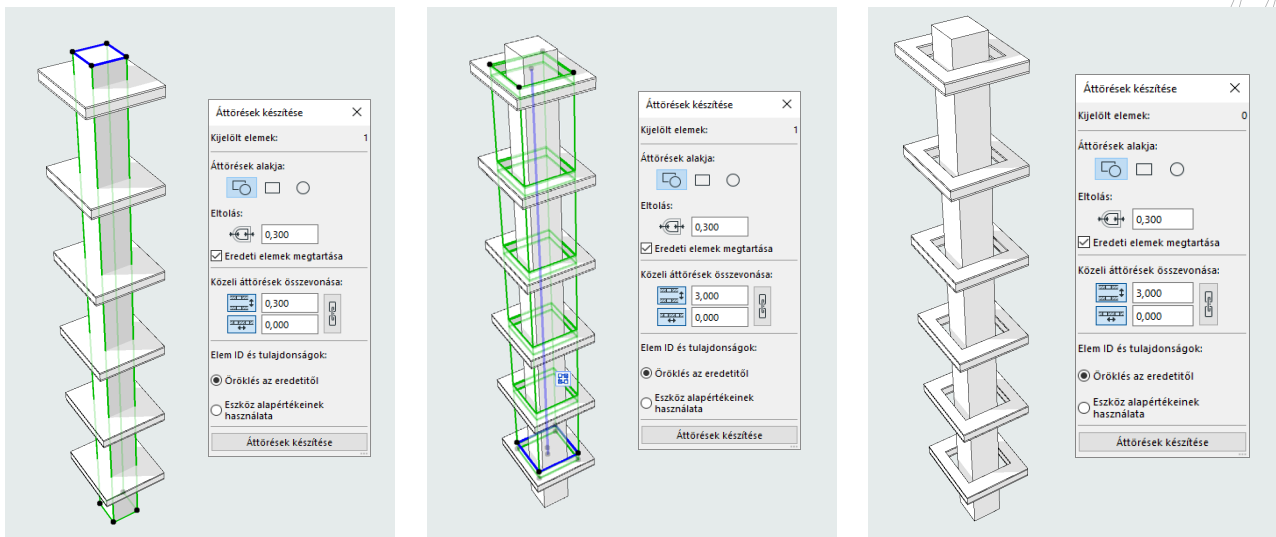 Áttörések készítése
Kijelölt elemek: 1
Áttörések alakja:
Eltolás:
0,300
Eredeti elemek megtartása
Közeli áttörések összevonása:
0,300
0,000
Elem ID és tulajdonságok:
Öröklés az eredetitől
Eszköz alapértékeinek
használata
Áttörések készítése
Áttörések készítése
Kijelölt elemek: 1
Áttörések alakja:
Eltolás:
0,300
Eredeti elemek megtartása
Közeli áttörések összevonása:
3,000
0,000
Elem ID és tulajdonságok:
Öröklés az eredetitől
Eszköz alapértékeinek
használata
Áttörések készítése
Áttörések készítése
Kijelölt elemek: 0
Áttörések alakja:
Eltolás:
0,300
Eredeti elemek megtartása
Közeli áttörések összevonása:
3,000
0,000
Elem ID és tulajdonságok:
Öröklés az eredetitől
Eszköz alapértékeinek
használata
Áttörések készítése